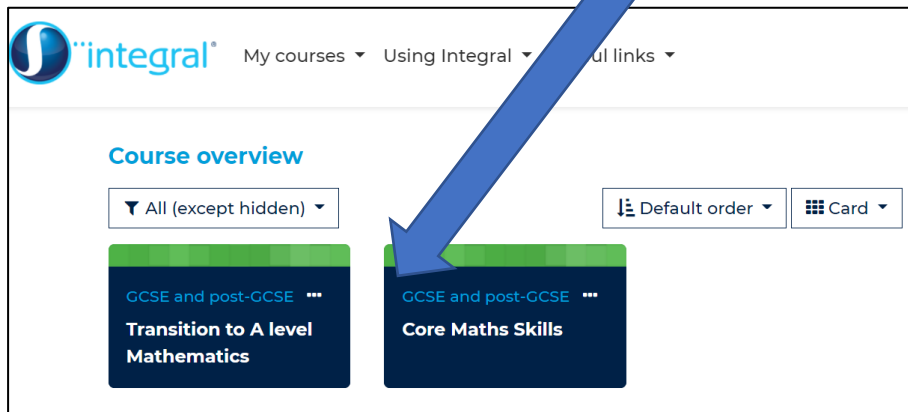 integral®
My courses Using Integral ul links
Course overview
All (except hidden) Default order Card
GCSE and post-GCSE ... GCSE and post-GCSE ...
Transition to A level Core Maths Skills
Mathematics